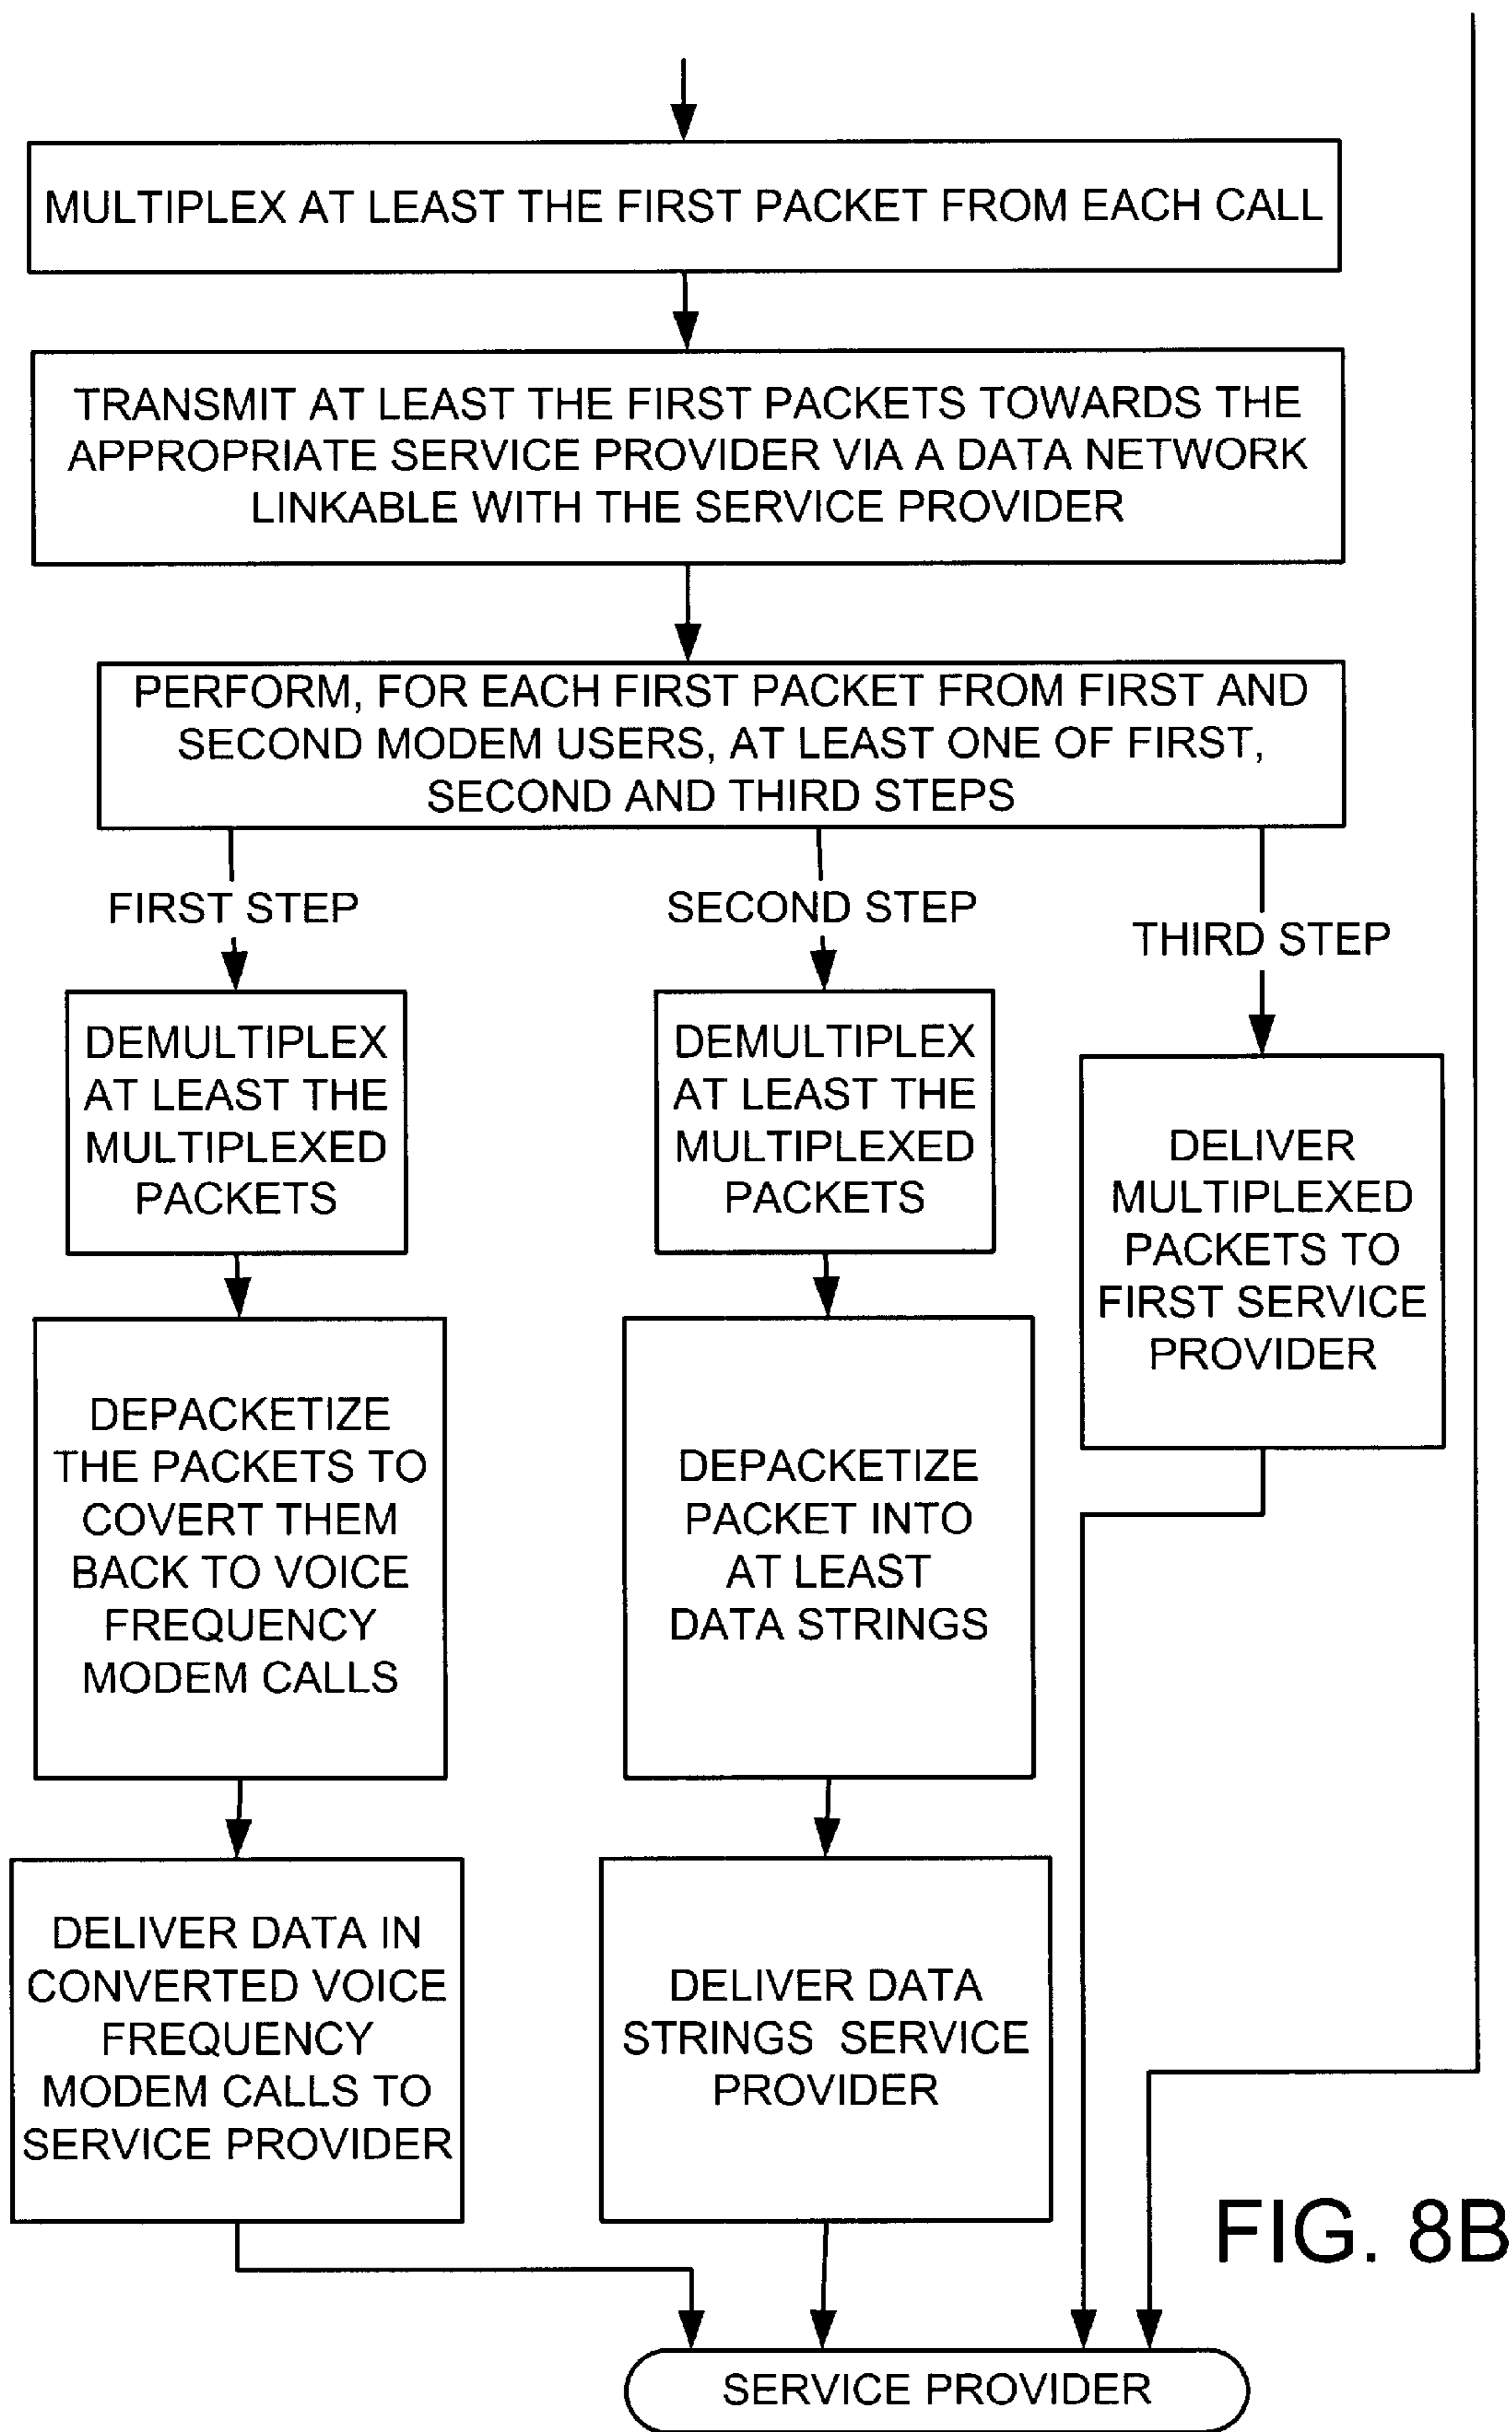 MULTIPLEX AT LEAST THE FIRST PACKET FROM EACH CALL
TRANSMIT AT LEAST THE FIRST PACKETS TOWARDS THE
APPROPRIATE SERVICE PROVIDER VIA A DATA NETWORK
LINKABLE WITH THE SERVICE PROVIDER
PERFORM, FOR EACH FIRST PACKET FROM FIRST AND
SECOND MODEM USERS, AT LEAST ONE OF FIRST,
SECOND AND THIRD STEPS
FIRST STEP
DEMULTIPLEX
AT LEAST THE
MULTIPLEXED
PACKETS
DEPACKETIZE
THE PACKETS TO
COVERT THEM
BACK TO VOICE
FREQUENCY
MODEM CALLS
DELIVER DATA IN
CONVERTED VOICE
FREQUENCY
MODEM CALLS TO
SERVICE PROVIDER
SECOND STEP
DEMULTIPLEX
AT LEAST THE
MULTIPLEXED
PACKETS
DEPACKETIZE
PACKET INTO
AT LEAST
DATA STRINGS
DELIVER DATA
STRINGS SERVICE
PROVIDER
THIRD STEP
DELIVER
MULTIPLEXED
PACKETS TO
FIRST SERVICE
PROVIDER
SERVICE PROVIDER
FIG. 8B